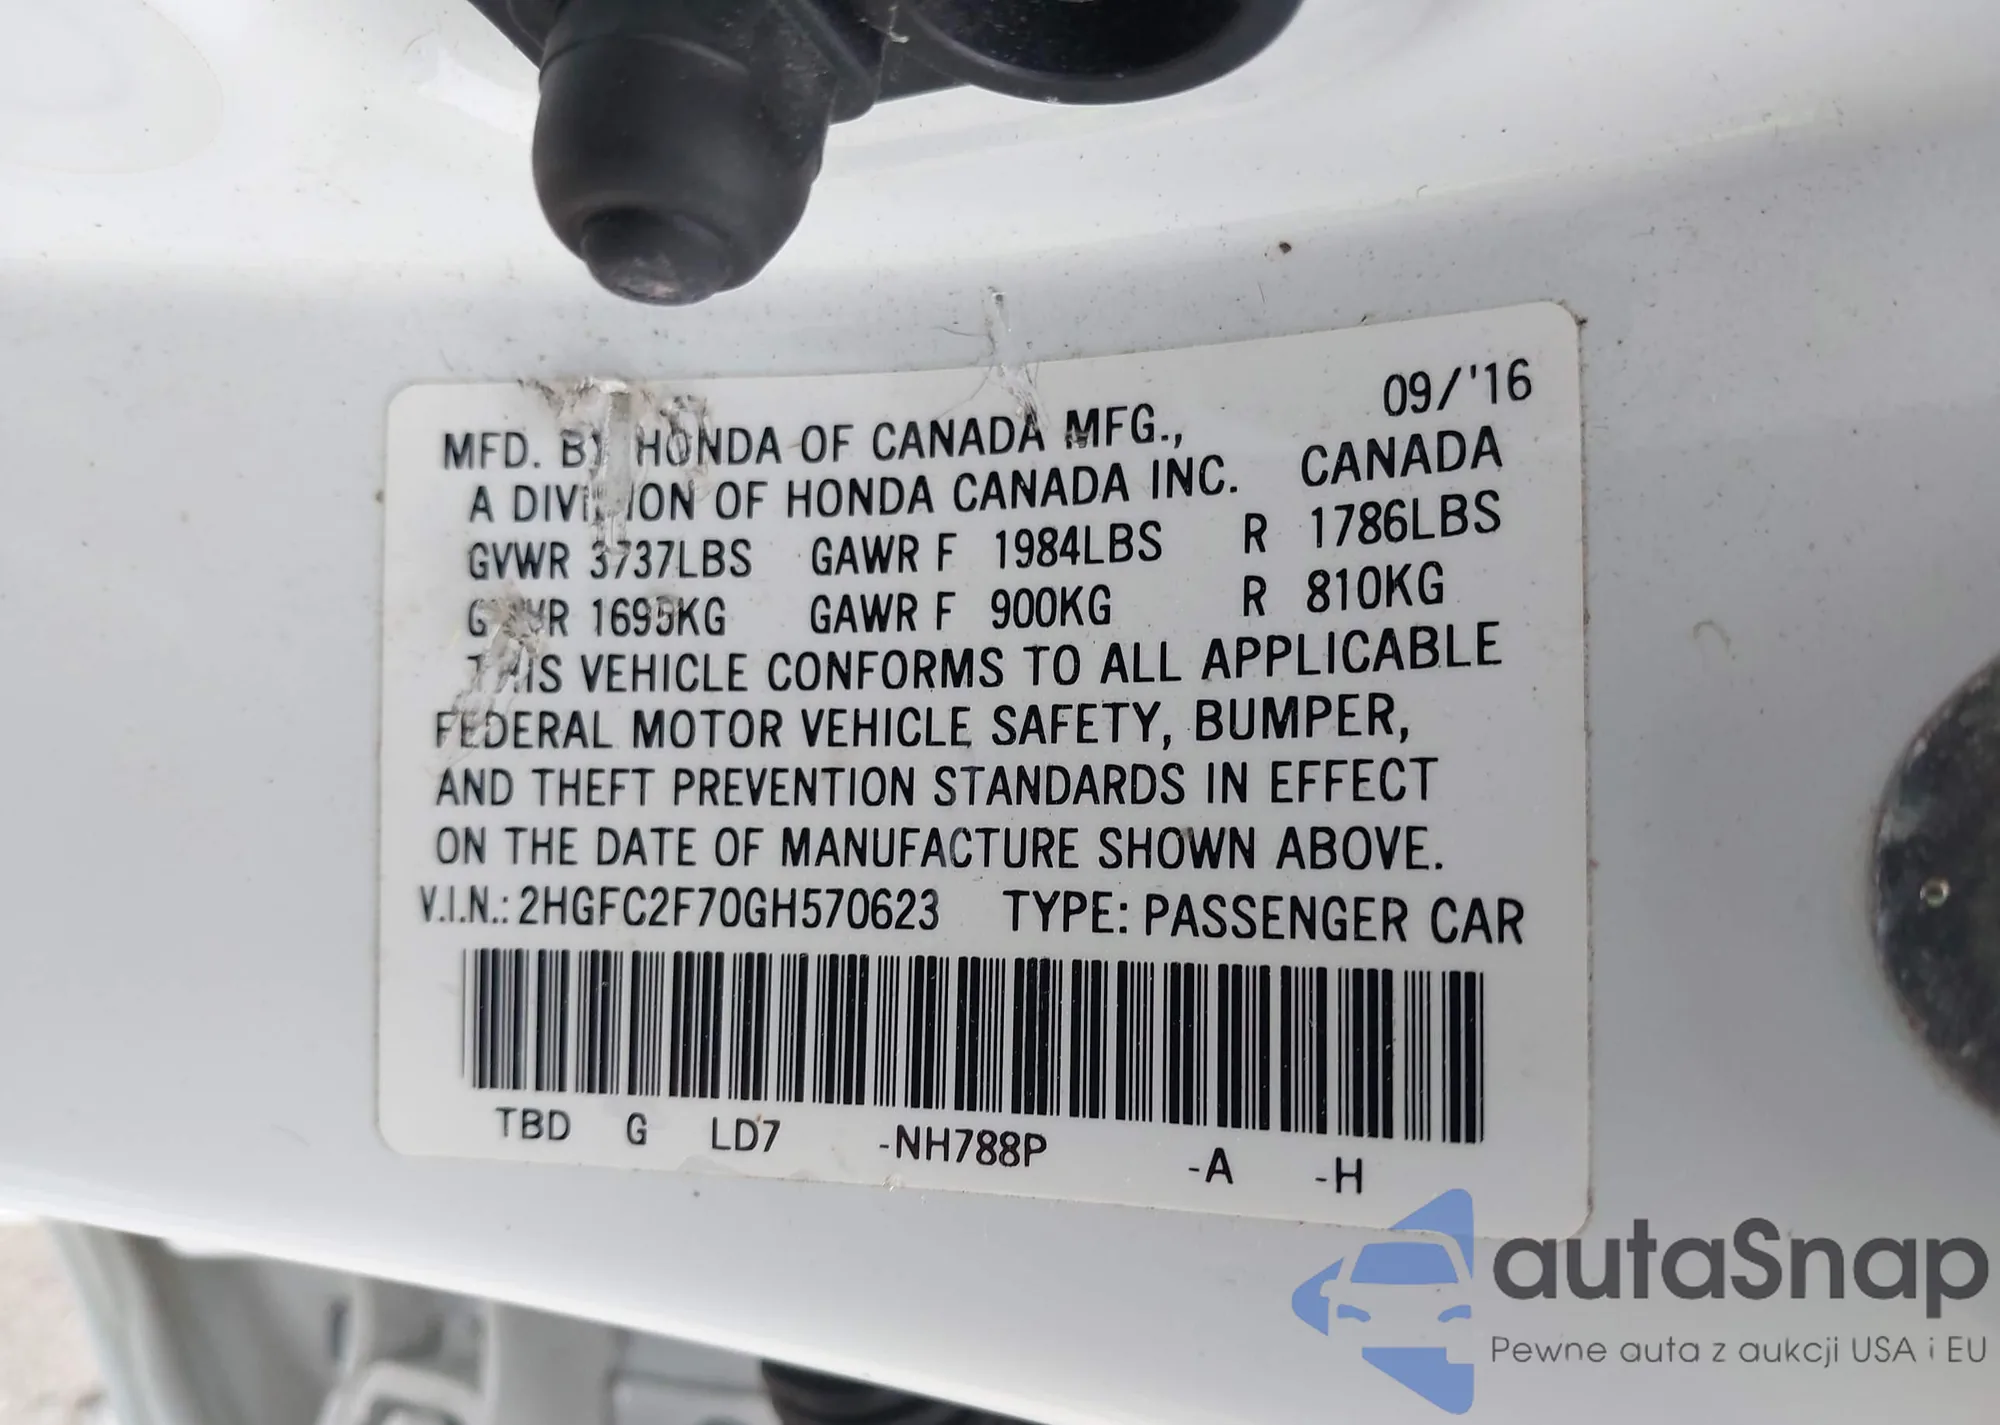 09/'16
MFD. BY HONDA OF CANADA MFG.,
A DIVISION OF HONDA CANADA INC. CANADA
GVWR 3737LBS GAWR F 1984LBS R 1786LBS
GVWR 1695KG GAWR F 900KG R 810KG
THIS VEHICLE CONFORMS TO ALL APPLICABLE
FEDERAL MOTOR VEHICLE SAFETY, BUMPER,
AND THEFT PREVENTION STANDARDS IN EFFECT
ON THE DATE OF MANUFACTURE SHOWN ABOVE.
V.I.N.: 2HGFC2F70GH570623 TYPE: PASSENGER CAR
TBD G LD7 -NH788P -A -H
autaSnap
Pewne auta z aukcji USA i EU